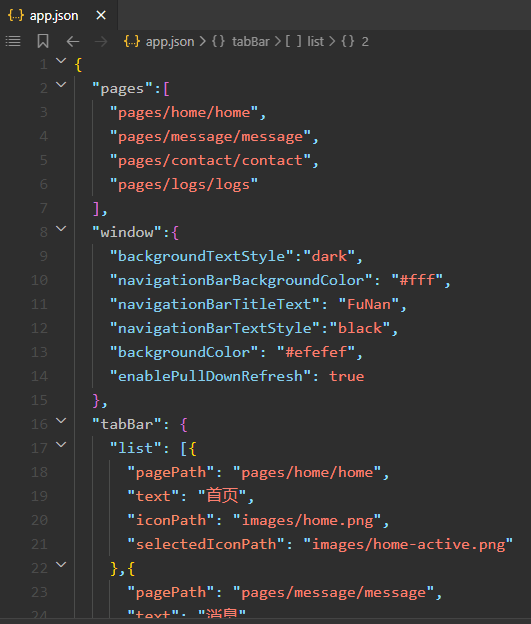 app.json
app.json > {} tabBar > [] list > {} 2
1 {
2 "pages":[
3 "pages/home/home",
4 "pages/message/message",
5 "pages/contact/contact",
6 "pages/logs/logs"
7 ],
8 "window":{
9 "backgroundTextStyle":"dark",
10 "navigationBarBackgroundColor": "#fff",
11 "navigationBarTitleText": "FuNan",
12 "navigationBarTextStyle":"black",
13 "backgroundColor": "#efefef",
14 "enablePullDownRefresh": true
15 },
16 "tabBar": {
17 "list": [{
18 "pagePath": "pages/home/home",
19 "text": "首页",
20 "iconPath": "images/home.png",
21 "selectedIconPath": "images/home-active.png"
22 },{
23 "pagePath": "pages/message/message",
24 "text": "消息"